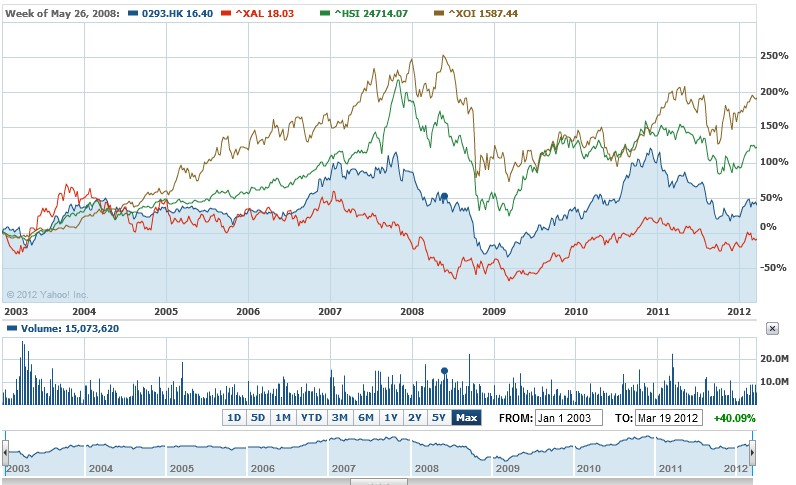 Week of May 26, 2008: 0293.HK 16.40 ^XAL 18.03 ^HSI 24714.07 ^XOI 1587.44
250%
200%
150%
100%
50%
0%
-50%
© 2012 Yahoo! Inc.
2003 2004 2005 2006 2007 2008 2009 2010 2011 2012
Volume: 15,073,620
20.0M
10.0M
1D 5D 1M YTD 3M 6M 1Y 2Y 5Y Max FROM: Jan 1 2003 TO: Mar 19 2012 +40.09%
2003 2004 2005 2006 2007 2008 2009 2010 2011 2012